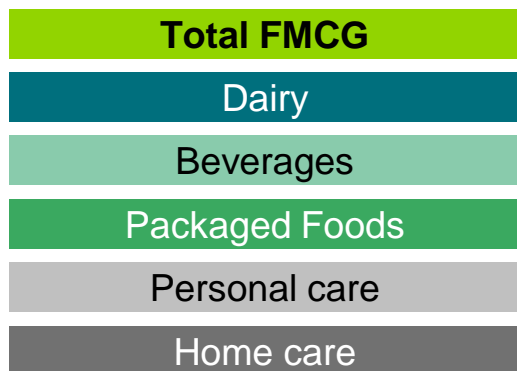 Total FMCG
Dairy
Beverages
Packaged Foods
Personal care
Home care